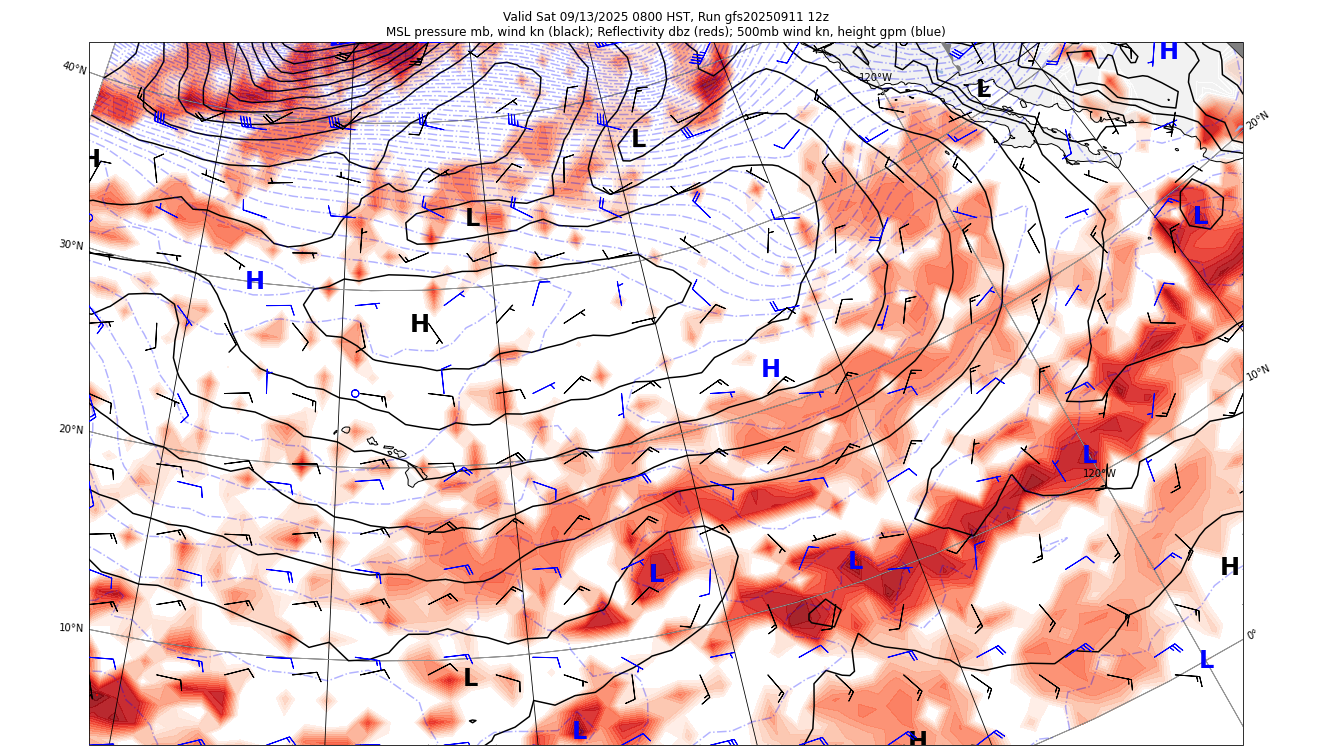 Valid Sat 09/13/2025 0800 HST, Run gfs20250911 12z
MSL pressure mb, wind kn (black); Reflectivity dbz (reds); 500mb wind kn, height gpm (blue)
H
40°N
120°W
L
20°N
L
H
L
L
30°N
H
H
H
10°N
20°N
L
120°W
L
L
H
10°N
0°
L
L
L
H